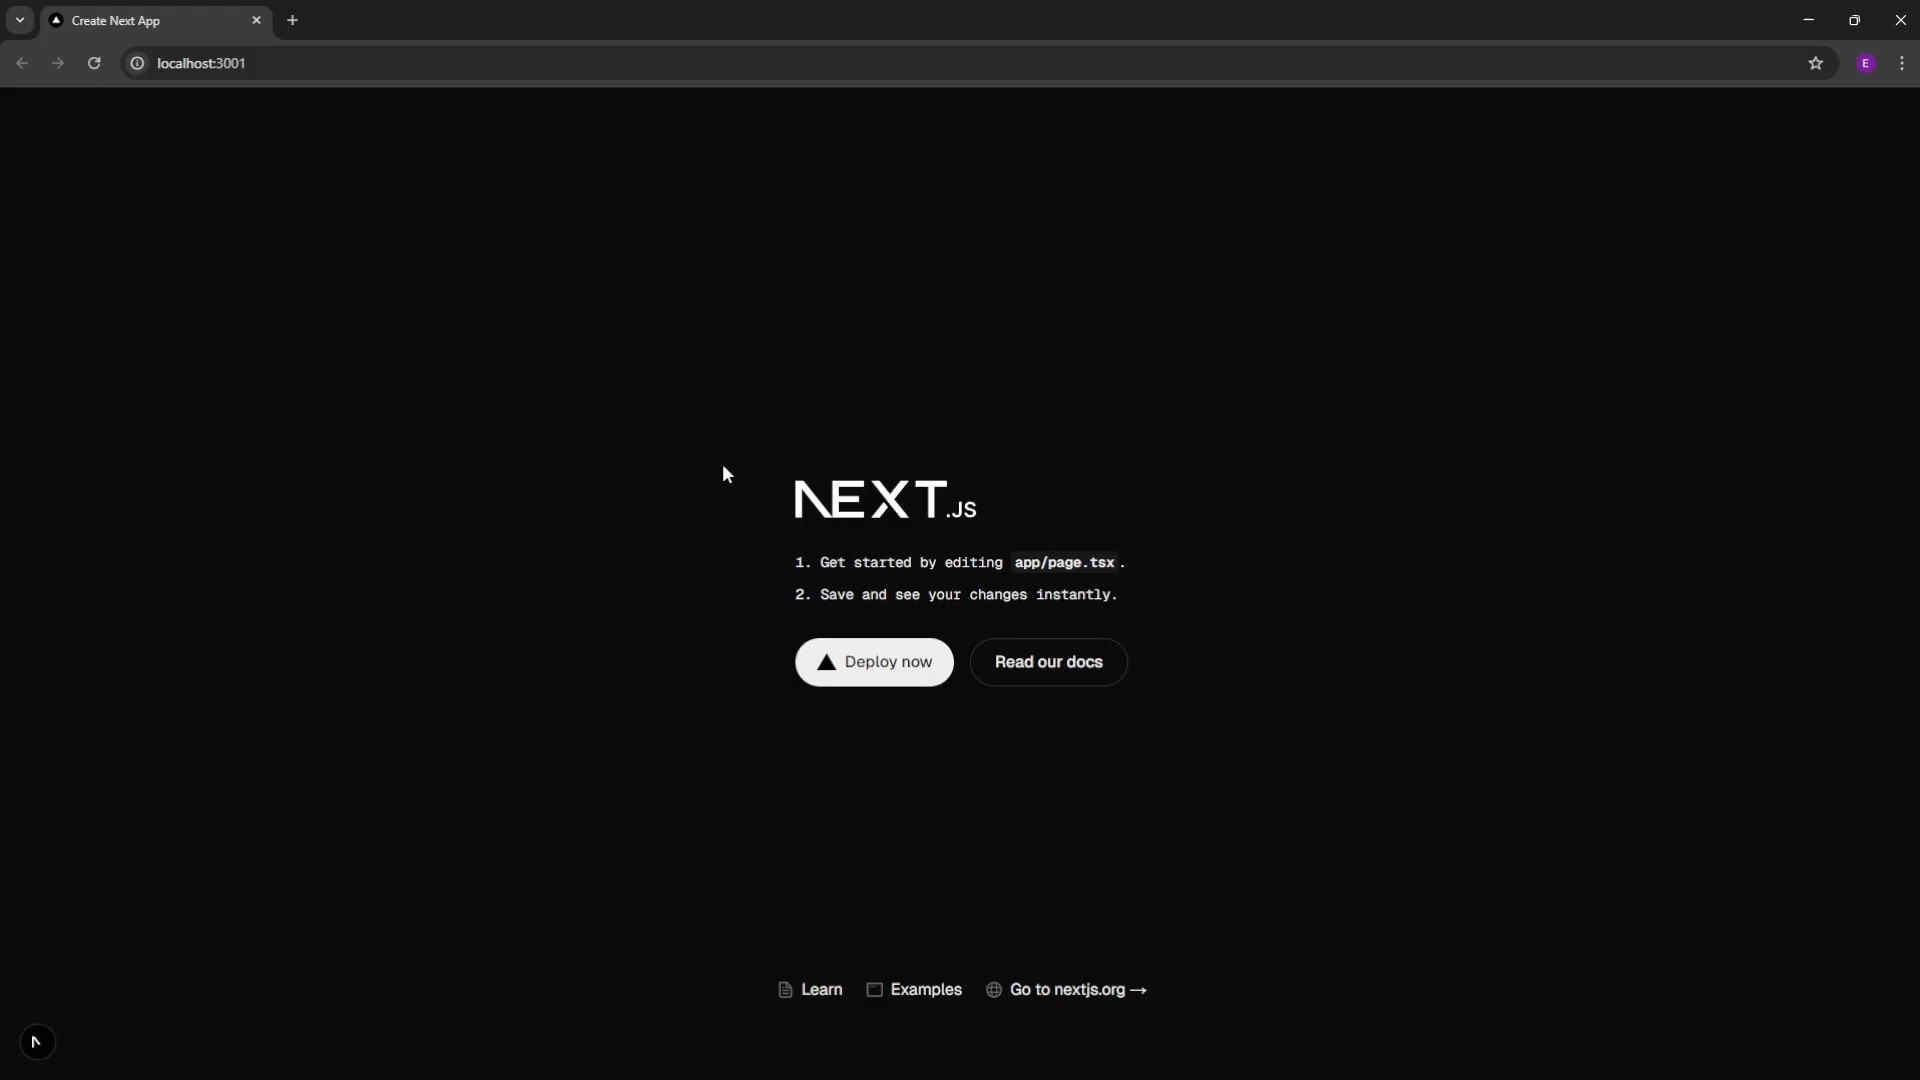 Create Next App
localhost:3001
E
NEXT.JS
1. Get started by editing app/page.tsx.
2. Save and see your changes instantly.
Deploy now
Read our docs
Learn
Examples
Go to nextjs.org →
N